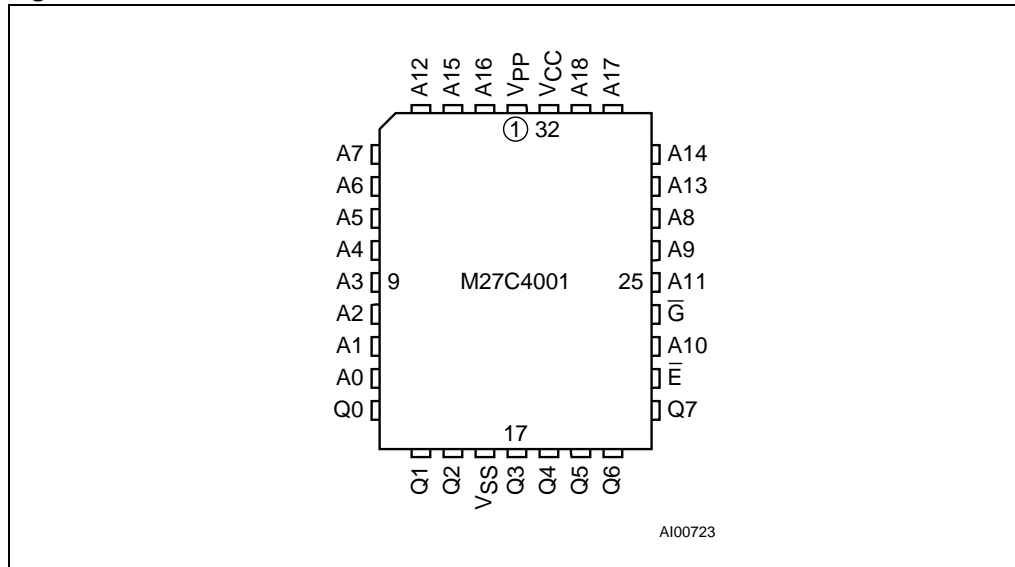 A12 A15 A16 VPP VCC A18 A17
1 32
A7 A14
A6 A13
A5 A8
A4 A9
A3 9 M27C4001 25 A11
A2 G̅
A1 A10
A0 E̅
Q0 Q7
17
Q1 Q2 VSS Q3 Q4 Q5 Q6
AI00723